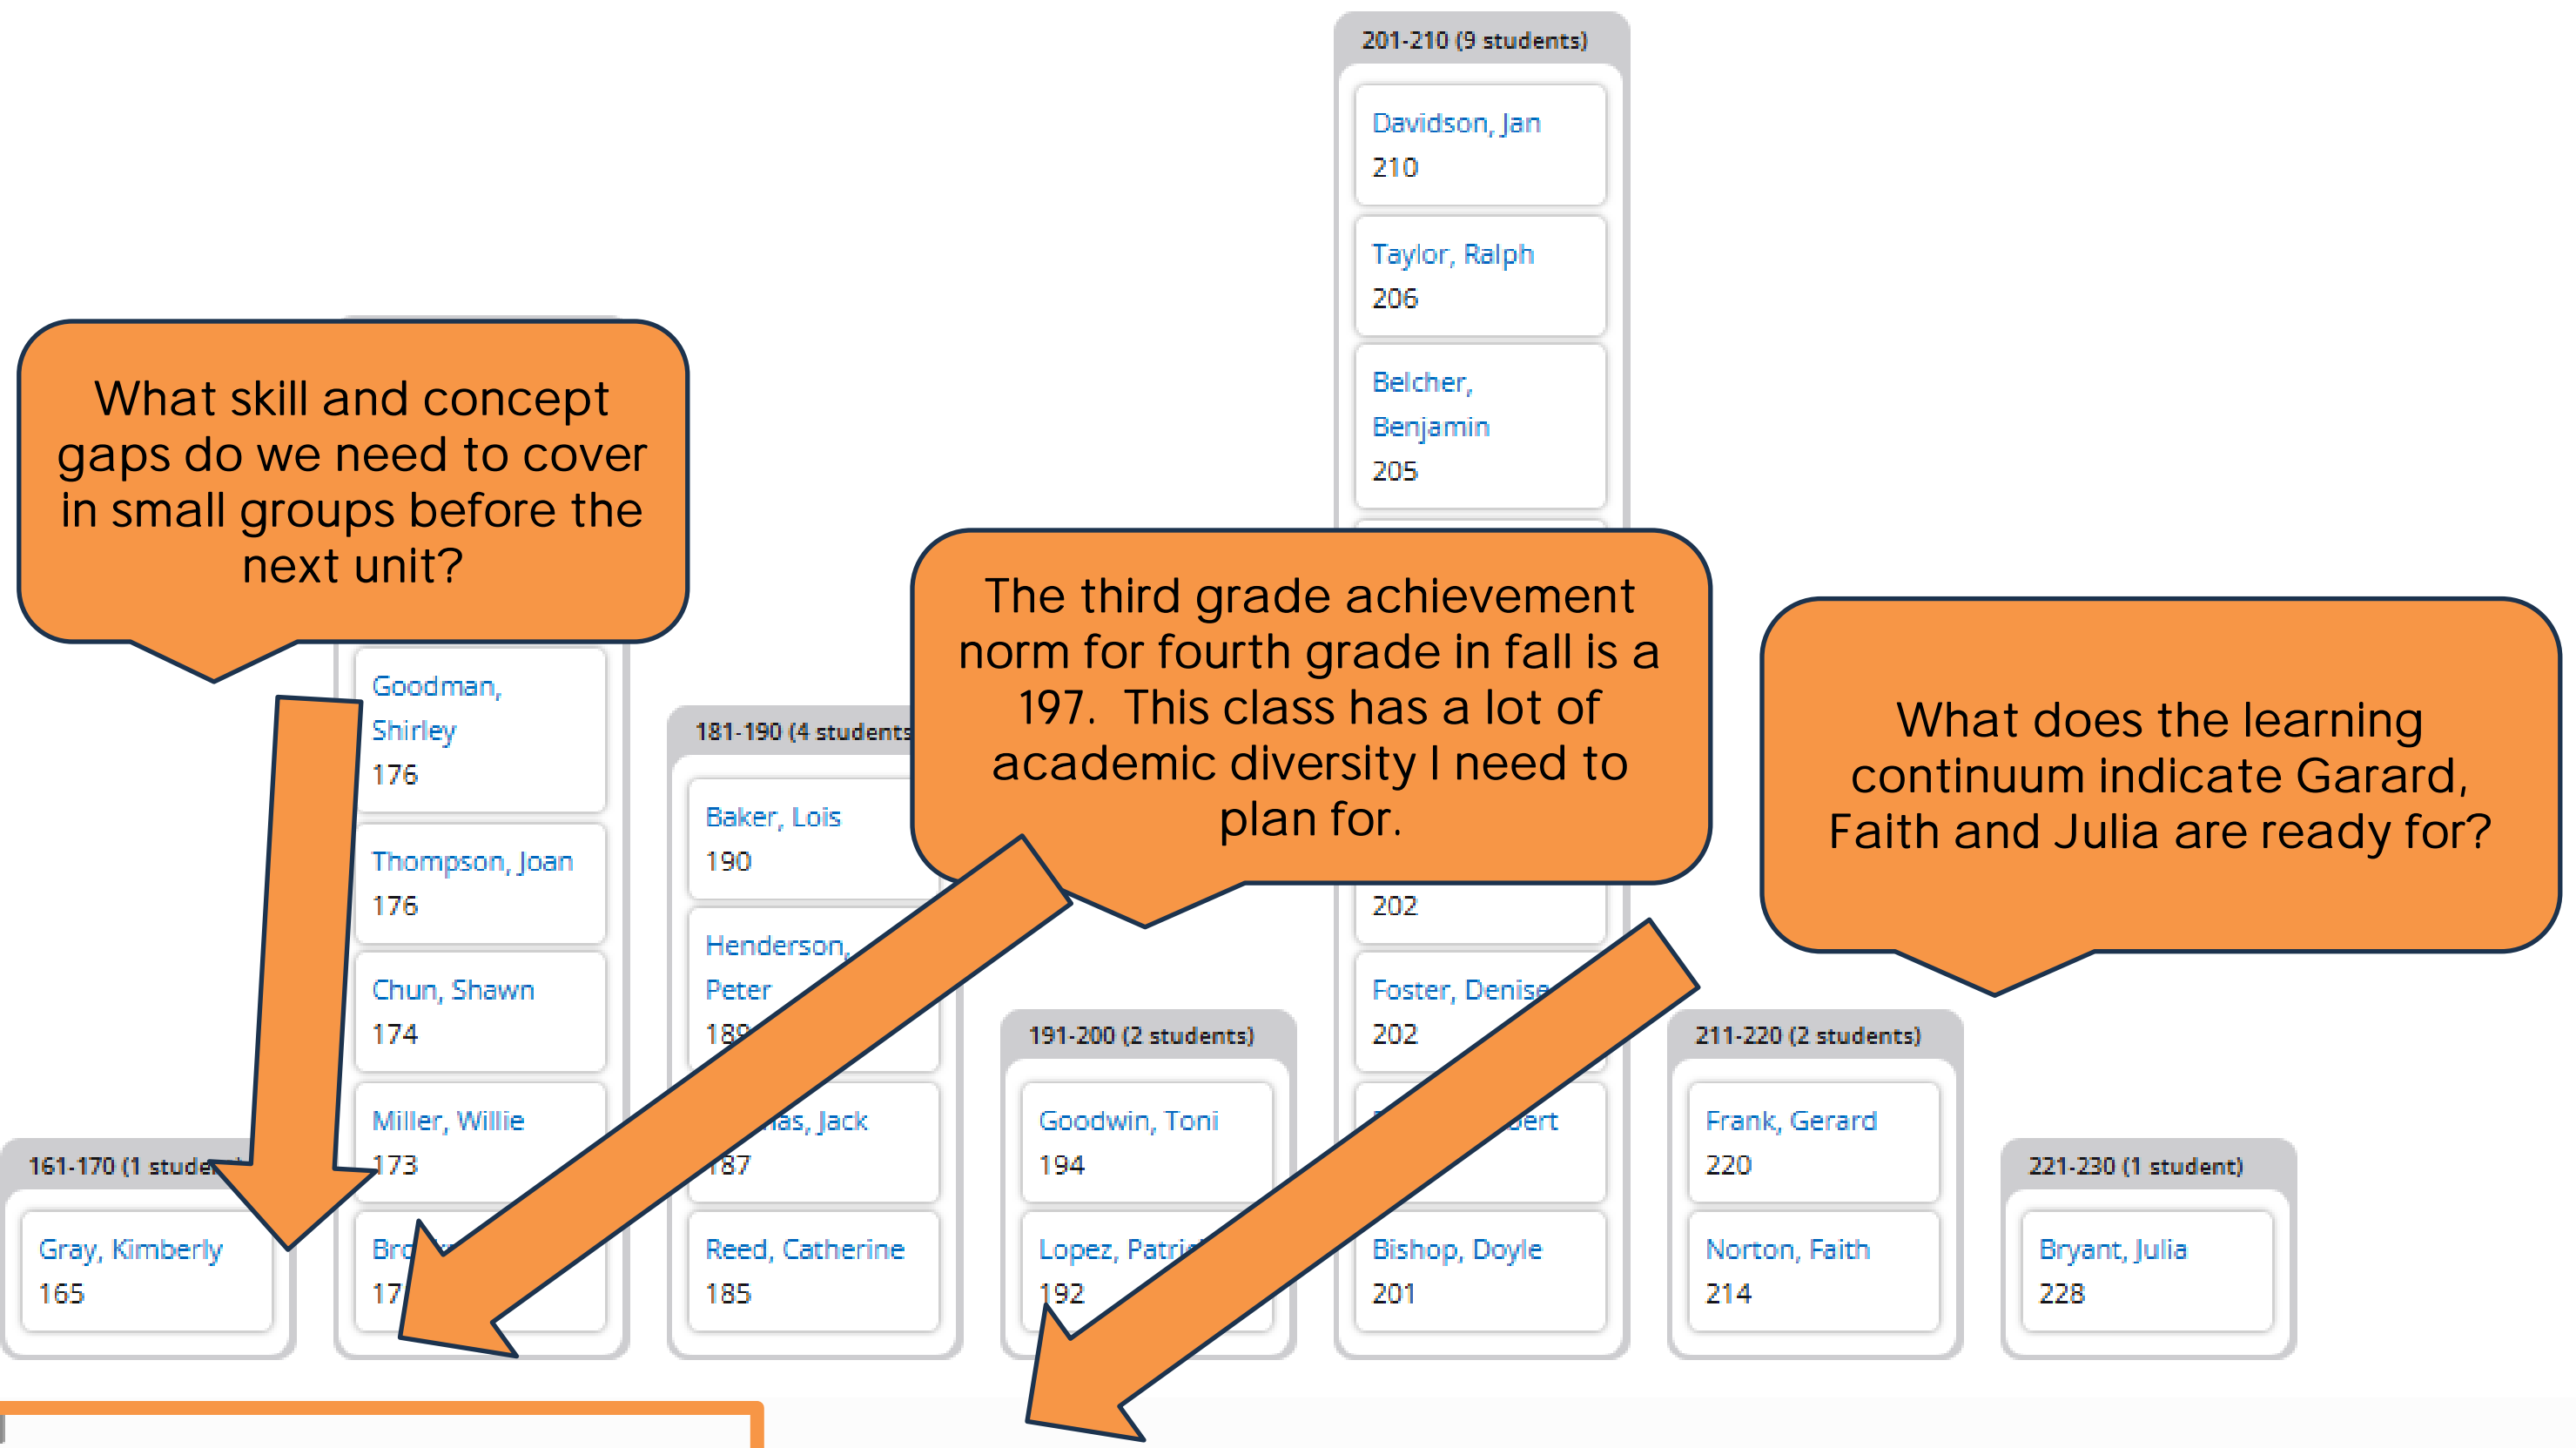 201-210 (9 students)
Davidson, Jan
210
Taylor, Ralph
206
Belcher,
Benjamin
205
What skill and concept
gaps do we need to cover
in small groups before the
next unit?
The third grade achievement
norm for fourth grade in fall is a
197. This class has a lot of
academic diversity I need to
plan for.
What does the learning
continuum indicate Garard,
Faith and Julia are ready for?
161-170 (1
Gray, Kimberly
165
Goodman,
Shirley
176
Thompson, Joan
176
Chun, Shawn
174
Miller, Willie
173
181-190 (4 students
Baker, Lois
190
Henderson,
Peter
189
Jack
187
Reed, Catherine
185
191-200 (2 students)
Goodwin, Toni
194
Lopez,
192
202
Foster, Denise
202
Bishop, Doyle
201
211-220 (2 students)
Frank, Gerard
220
Norton, Faith
214
221-230 (1 student)
Bryant, Julia
228